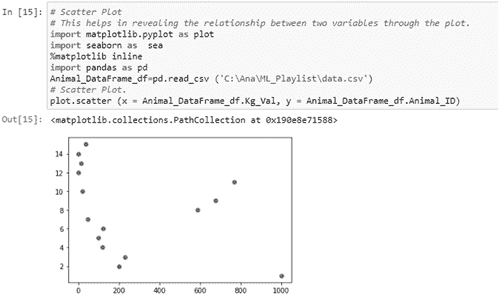 In [15]: # Scatter Plot
# This helps in revealing the relationship between two variables through the plot.
import matplotlib.pyplot as plot
import seaborn as  sea
%matplotlib inline
import pandas as pd
Animal_DataFrame_df=pd.read_csv ('C:\Ana\ML_Playlist\data.csv')
# Scatter Plot.
plot.scatter (x = Animal_DataFrame_df.Kg_Val, y = Animal_DataFrame_df.Animal_ID)
Out[15]: <matplotlib.collections.PathCollection at 0x190e8e71588>
14
12
10
8
6
4
2
0 200 400 600 800 1000